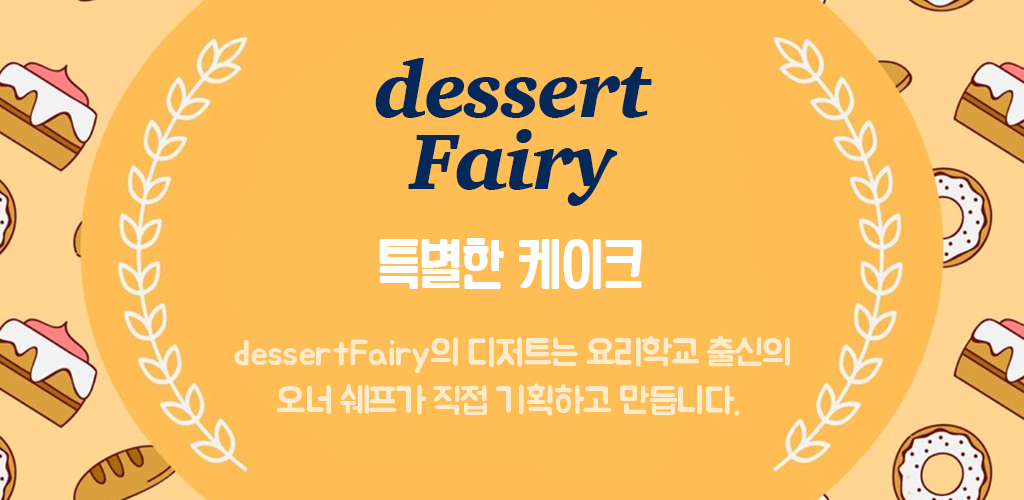 dessert
Fairy
특별한 케이크
dessertFairy의 디저트는 요리학교 출신의
오너 쉐프가 직접 기획하고 만듭니다.